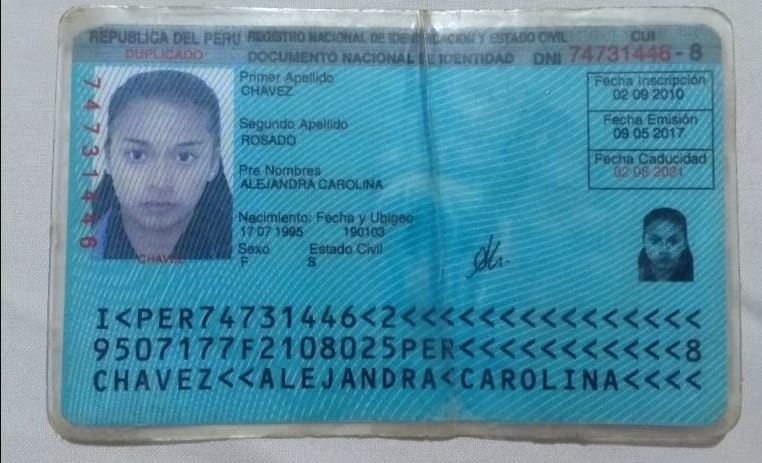 REPUBLICA DEL PERU REGISTRO NACIONAL DE IDENTIFICACION Y ESTADO CIVIL CUI
DUPLICADO DOCUMENTO NACIONAL DE IDENTIDAD DNI 74731446 - 8
74731446
Primer Apellido
CHAVEZ
Segundo Apellido
ROSADO
Pre Nombres
ALEJANDRA CAROLINA
Nacimiento: Fecha y Ubigeo
17 07 1995 190103
Sexo Estado Civil
F S
CHAVEZ
Fecha Inscripción
02 09 2010
Fecha Emisión
09 05 2017
Fecha Caducidad
02 08 2021
I<PER74731446<2<<<<<<<<<<<<<<<
9507177F2108025PER<<<<<<<<<<<8
CHAVEZ<<ALEJANDRA<CAROLINA<<<<